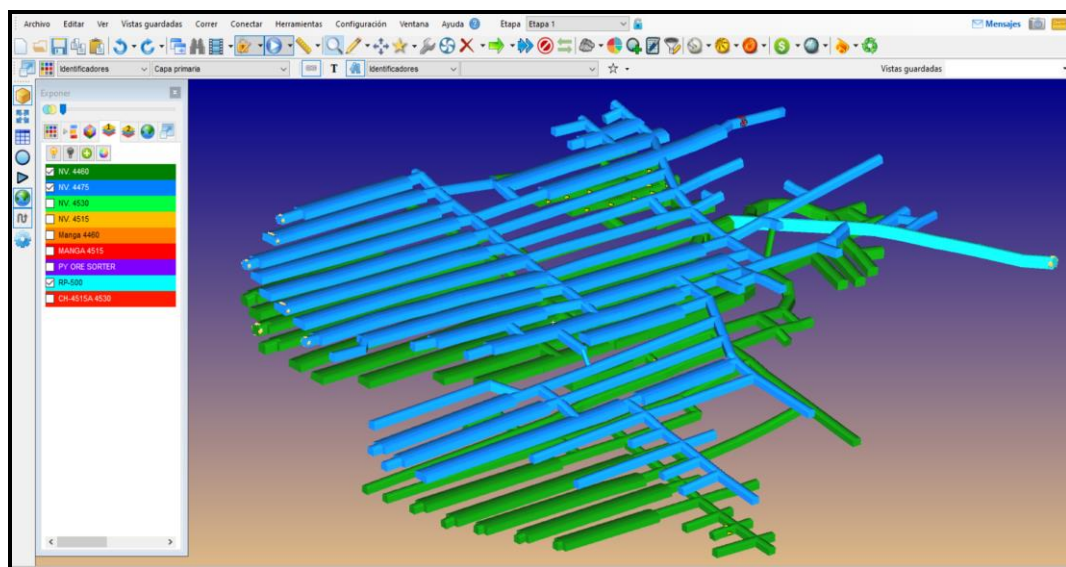 Archivo Editar Ver Vistas guardadas Correr Conectar Herramientas Configuración Ventana Ayuda Etapa Etapa 1 Mensajes
Identificadores Capa primaria T Identificadores Vistas guardadas
Exponer
NV. 4460
NV. 4475
NV. 4530
NV. 4515
Manga 4460
MANGA 4515
PY ORE SORTER
RP-500
CH-4515A 4530